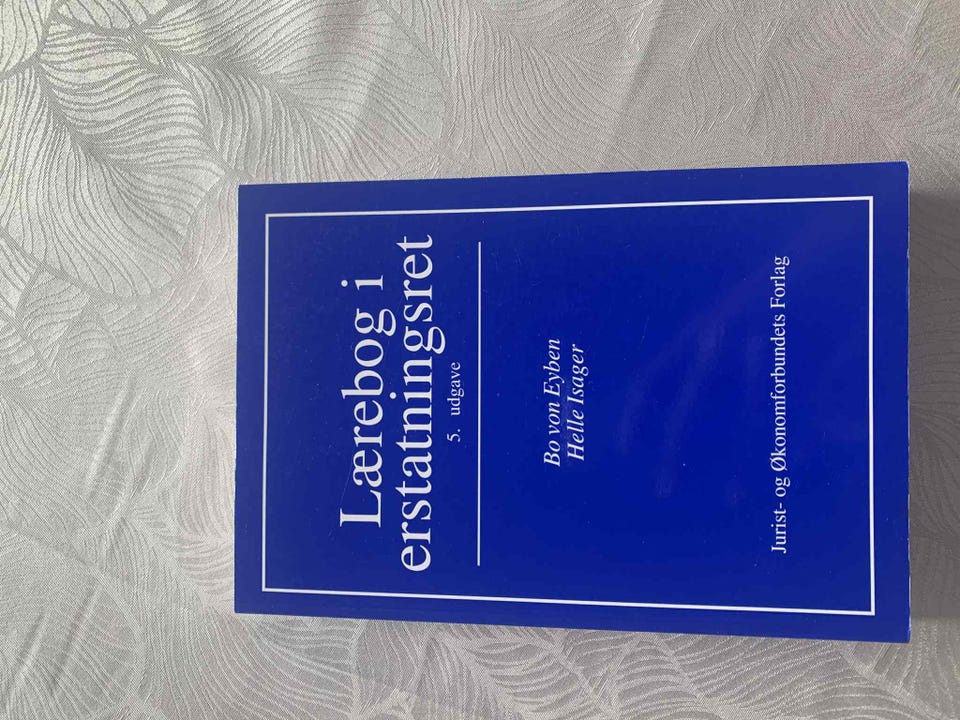 Lærebog i
erstatningsret
5. udgave
Bo von Eyben
Helle Isager
Jurist- og Økonomforbundets Forlag